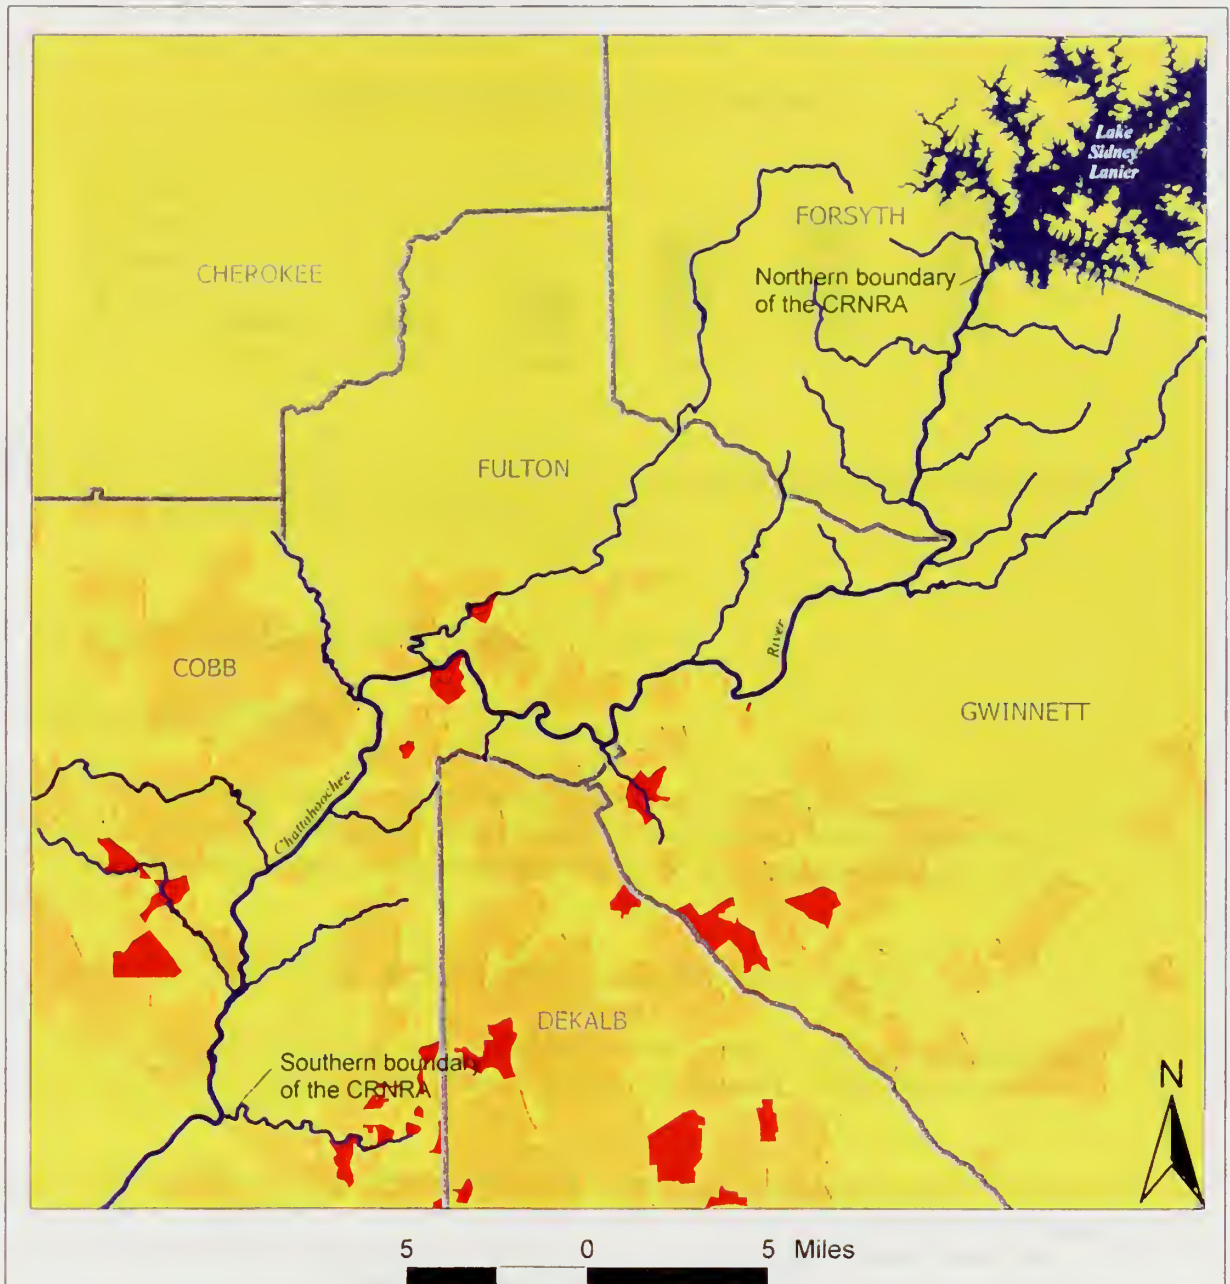 Lake
Sidney
Lanier
FORSYTH
CHEROKEE
Northern boundary
of the CRNRA
FULTON
River
COBB
GWINNETT
Chattahoochee
DEKALB
Southern boundary
of the CRNRA
N
5 0 5 Miles